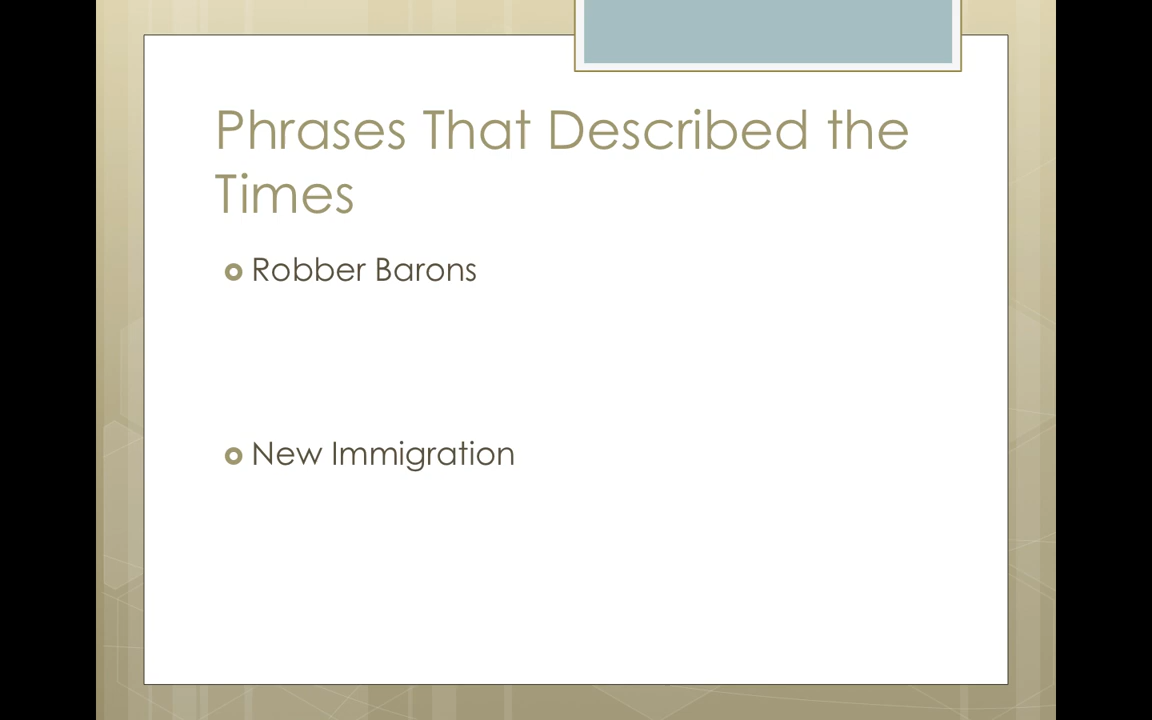 Phrases That Described the
Times
Robber Barons
New Immigration